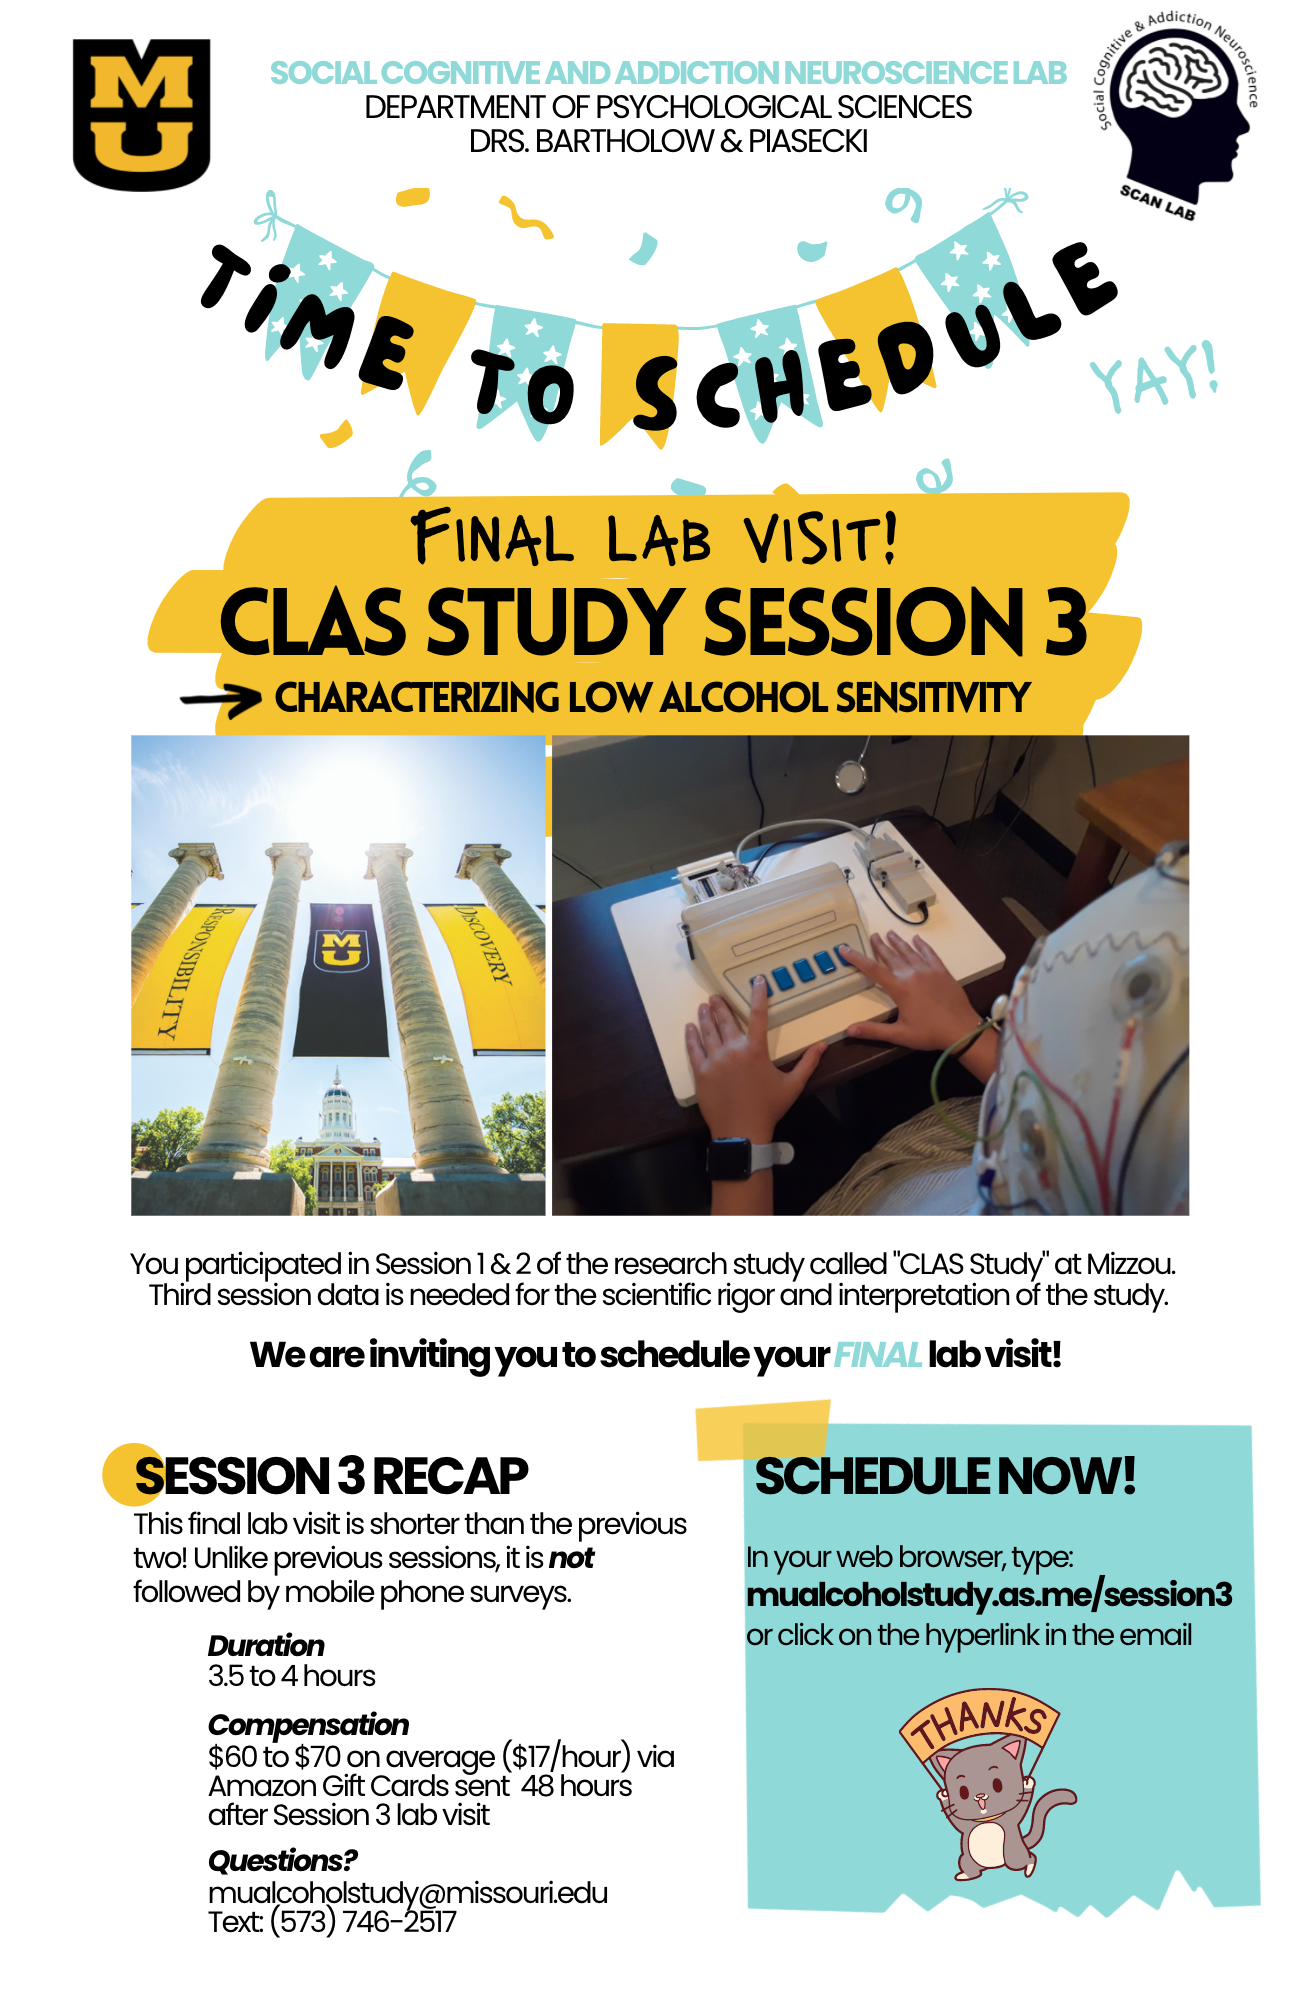 MU
SOCIAL COGNITIVE AND ADDICTION NEUROSCIENCE LAB
DEPARTMENT OF PSYCHOLOGICAL SCIENCES
DRS. BARTHOLOW & PIASECKI
Social Cognitive & Addiction Neuroscience
SCAN LAB
TiME TO SCHEDULE
YAY!
FINAL LAB VISIT!
CLAS STUDY SESSION 3
CHARACTERIZING LOW ALCOHOL SENSITIVITY
RESPONSIBILITY
MU
DISCOVERY
You participated in Session 1 & 2 of the research study called "CLAS Study" at Mizzou.
Third session data is needed for the scientific rigor and interpretation of the study.
We are inviting you to schedule your FINAL lab visit!
SESSION 3 RECAP
This final lab visit is shorter than the previous
two! Unlike previous sessions, it is not
followed by mobile phone surveys.
Duration
3.5 to 4 hours
Compensation
$60 to $70 on average ($17/hour) via
Amazon Gift Cards sent 48 hours
after Session 3 lab visit
Questions?
mualcoholstudy@missouri.edu
Text: (573) 746-2517
SCHEDULE NOW!
In your web browser, type:
mualcoholstudy.as.me/session3
or click on the hyperlink in the email
THANKS